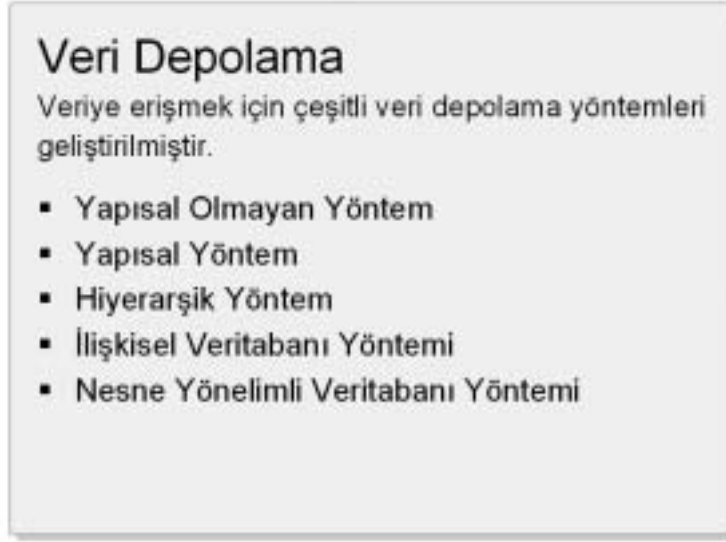 Veri Depolama
Veriye erişmek için çeşitli veri depolama yöntemleri
geliştirilmiştir.
▪ Yapısal Olmayan Yöntem
▪ Yapısal Yöntem
▪ Hiyerarşik Yöntem
▪ İlişkisel Veritabanı Yöntemi
▪ Nesne Yönelimli Veritabanı Yöntemi